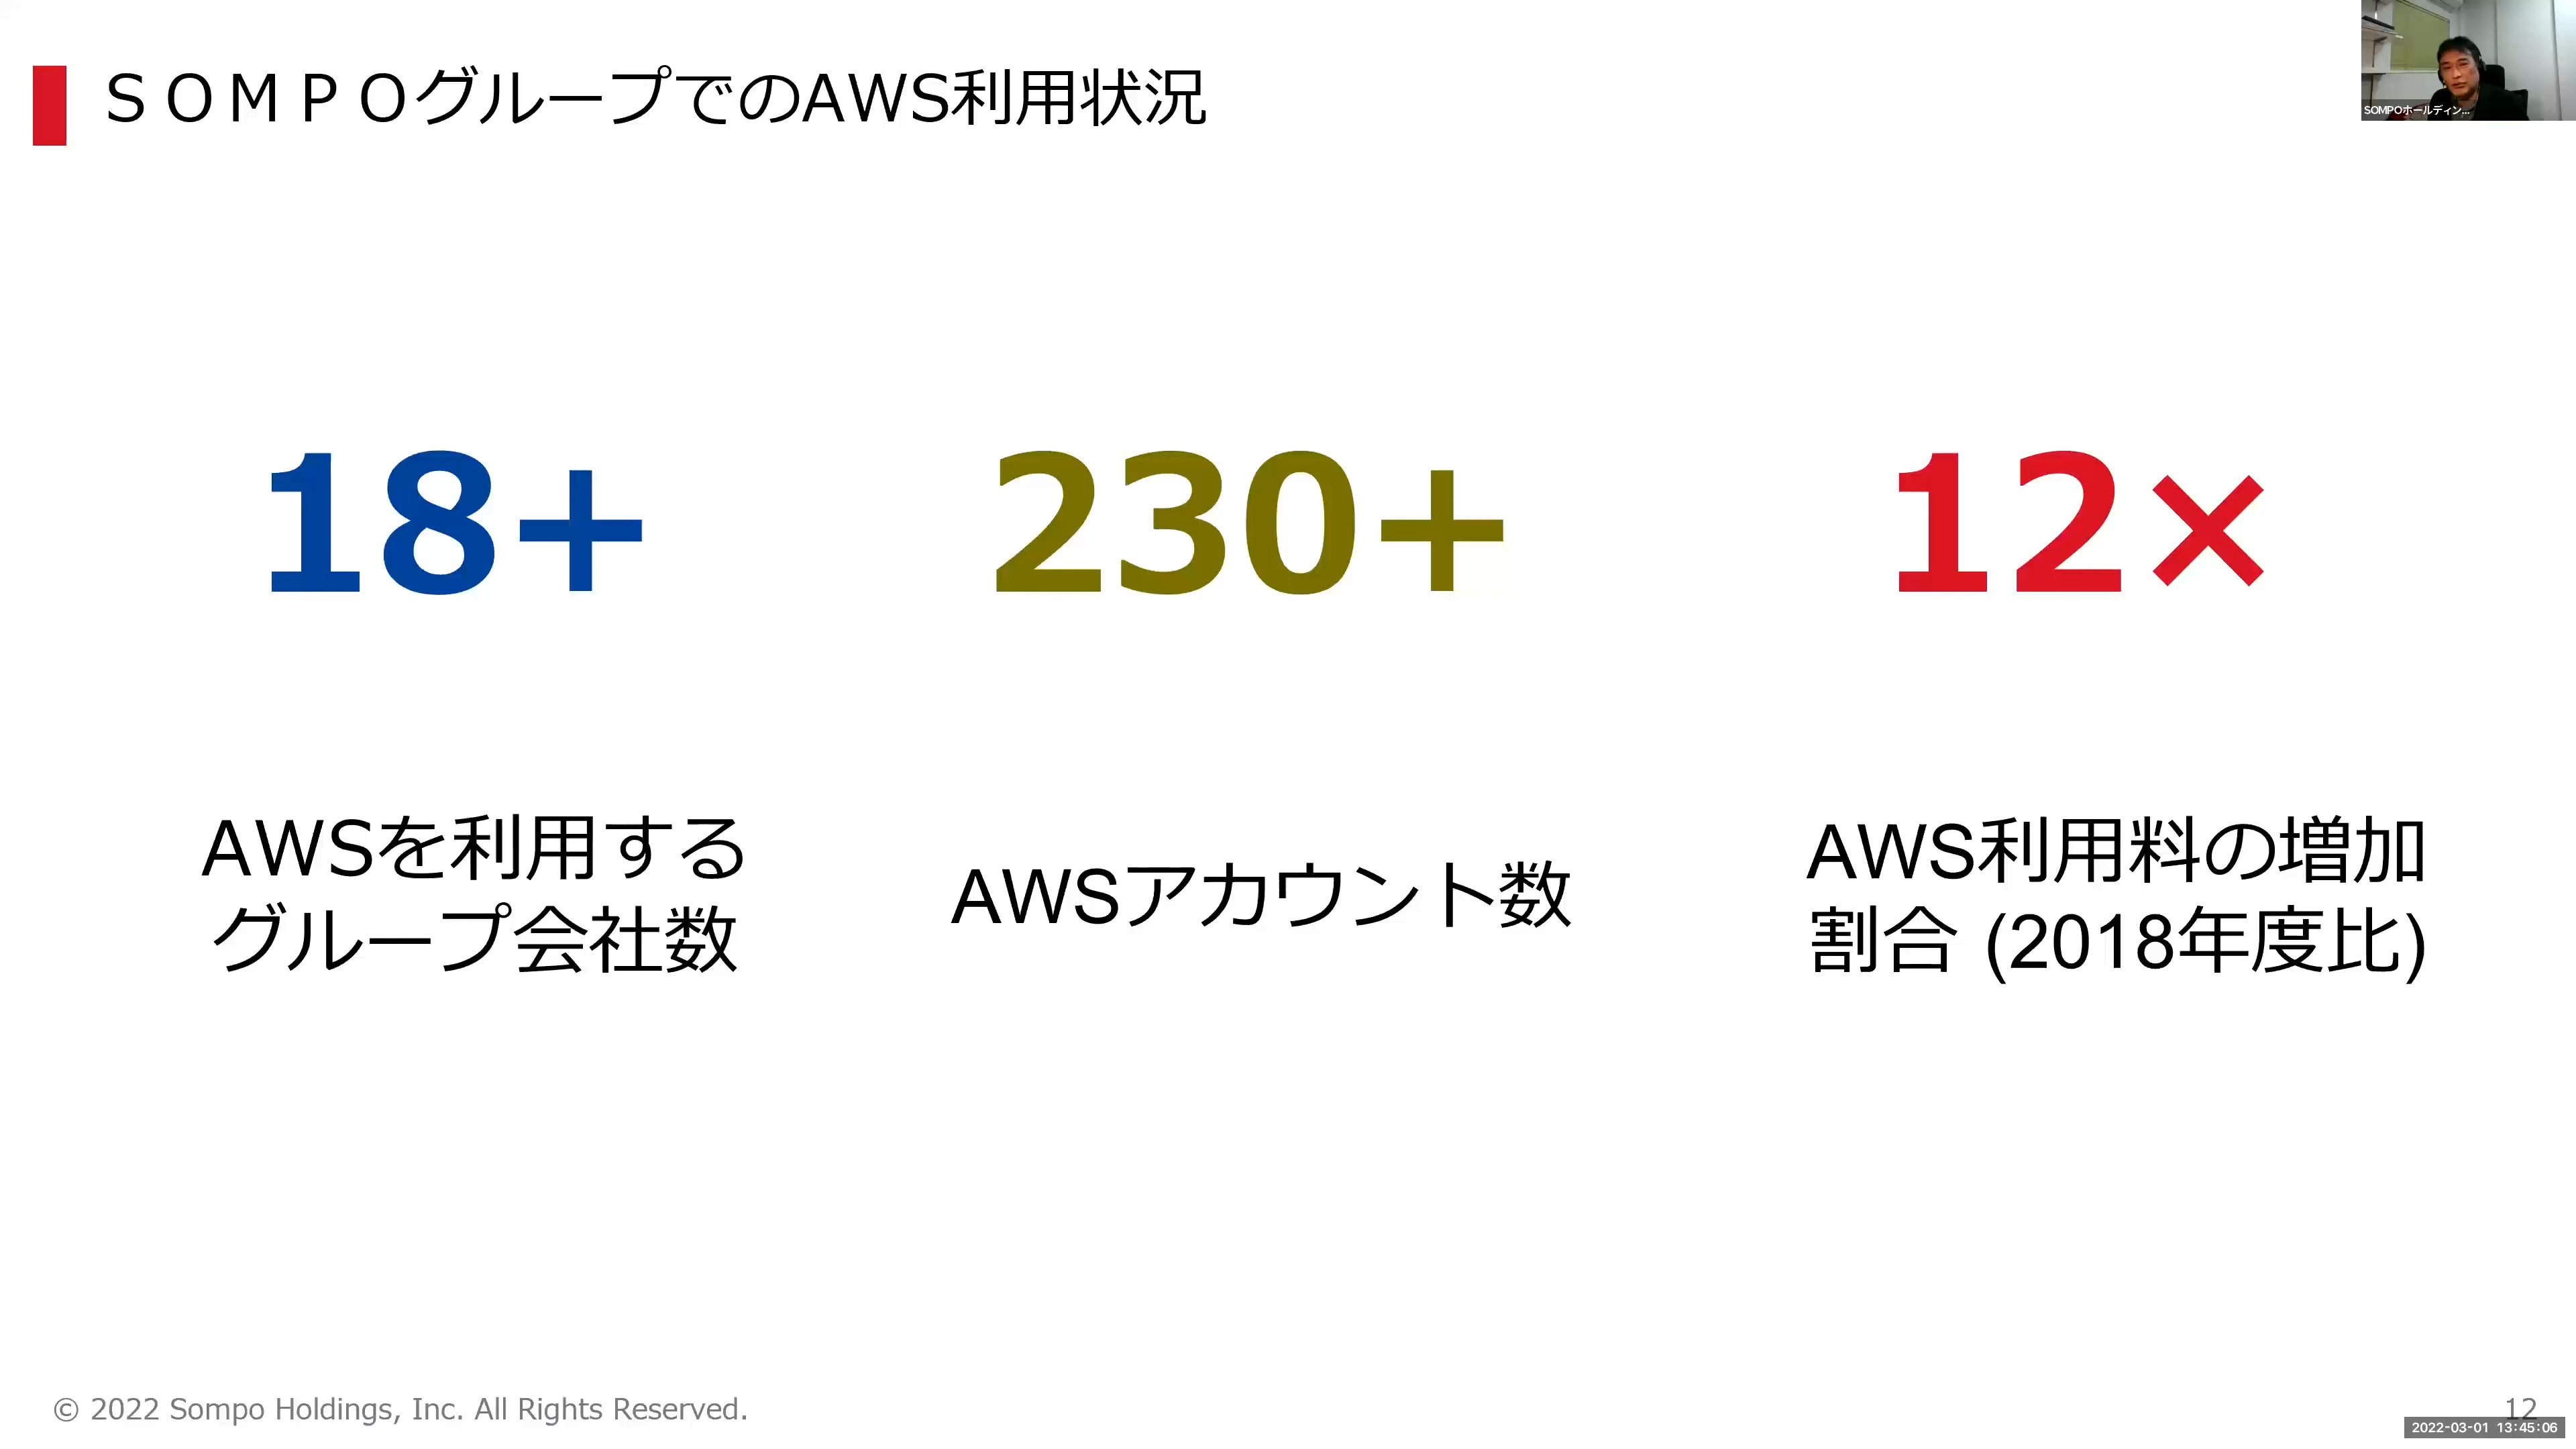 ＳＯＭＰＯグループでのAWS利用状況
SOMPOホールディン...
18+
230+
12×
AWSを利用する
グループ会社数
AWSアカウント数
AWS利用料の増加
割合 (2018年度比)
© 2022 Sompo Holdings, Inc. All Rights Reserved.
12
2022-03-01 13:45:06